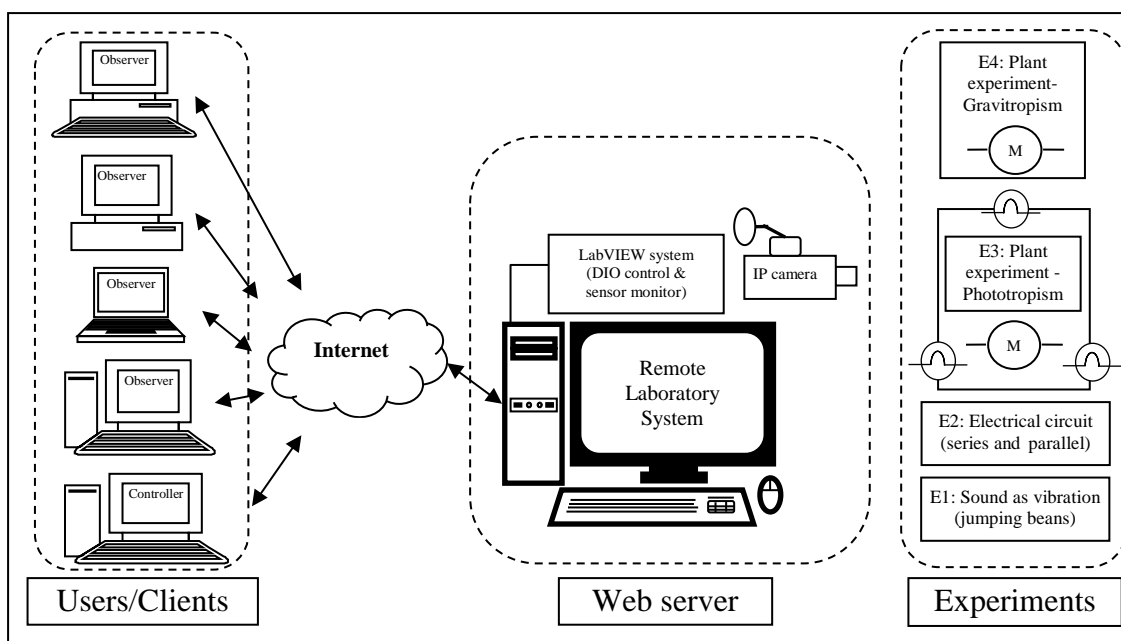 Observer
Observer
Observer
Observer
Controller
Users/Clients
Internet
LabVIEW system
(DIO control &
sensor monitor)
IP camera
Remote
Laboratory
System
Web server
E4: Plant
experiment-
Gravitropism
M
E3: Plant
experiment -
Phototropism
M
E2: Electrical circuit
(series and parallel)
E1: Sound as vibration
(jumping beans)
Experiments